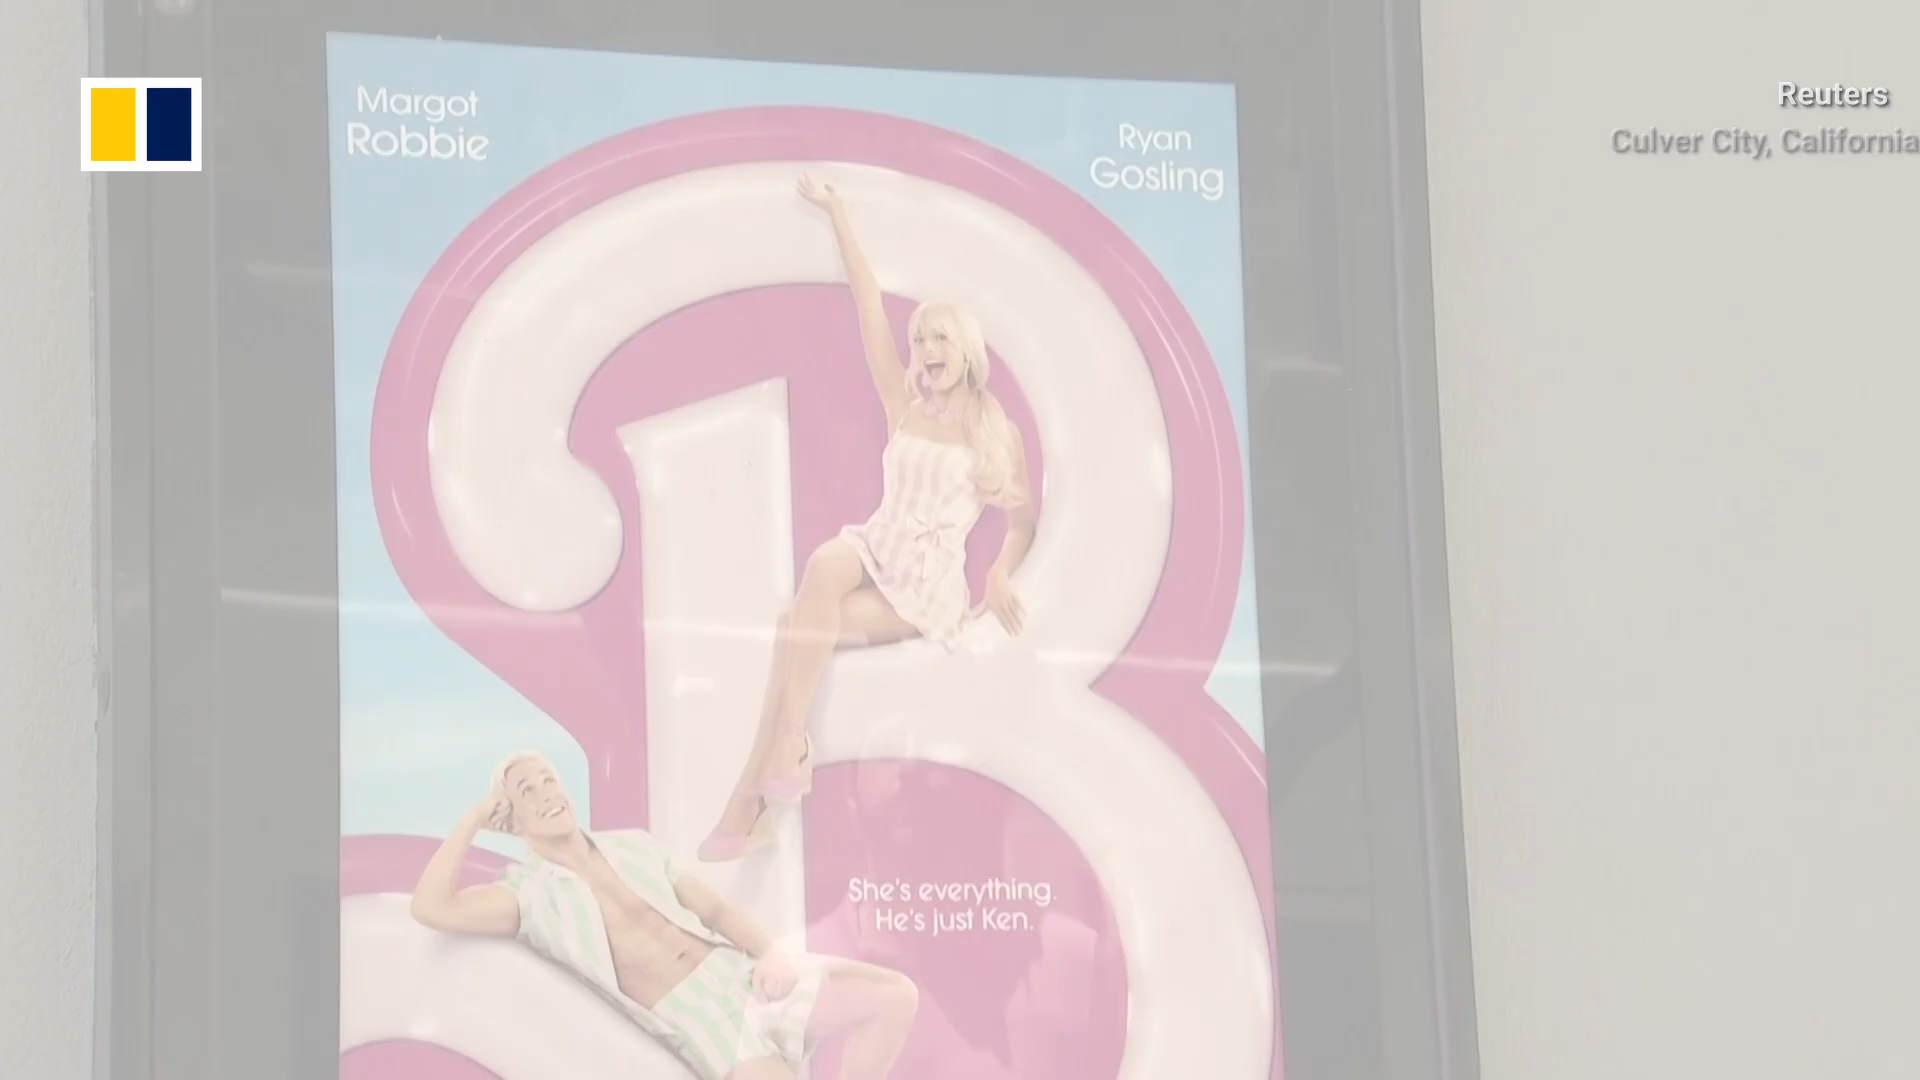 Margot
Robbie
Ryan
Gosling
Reuters
Culver City, California
She's everything.
He's just Ken.